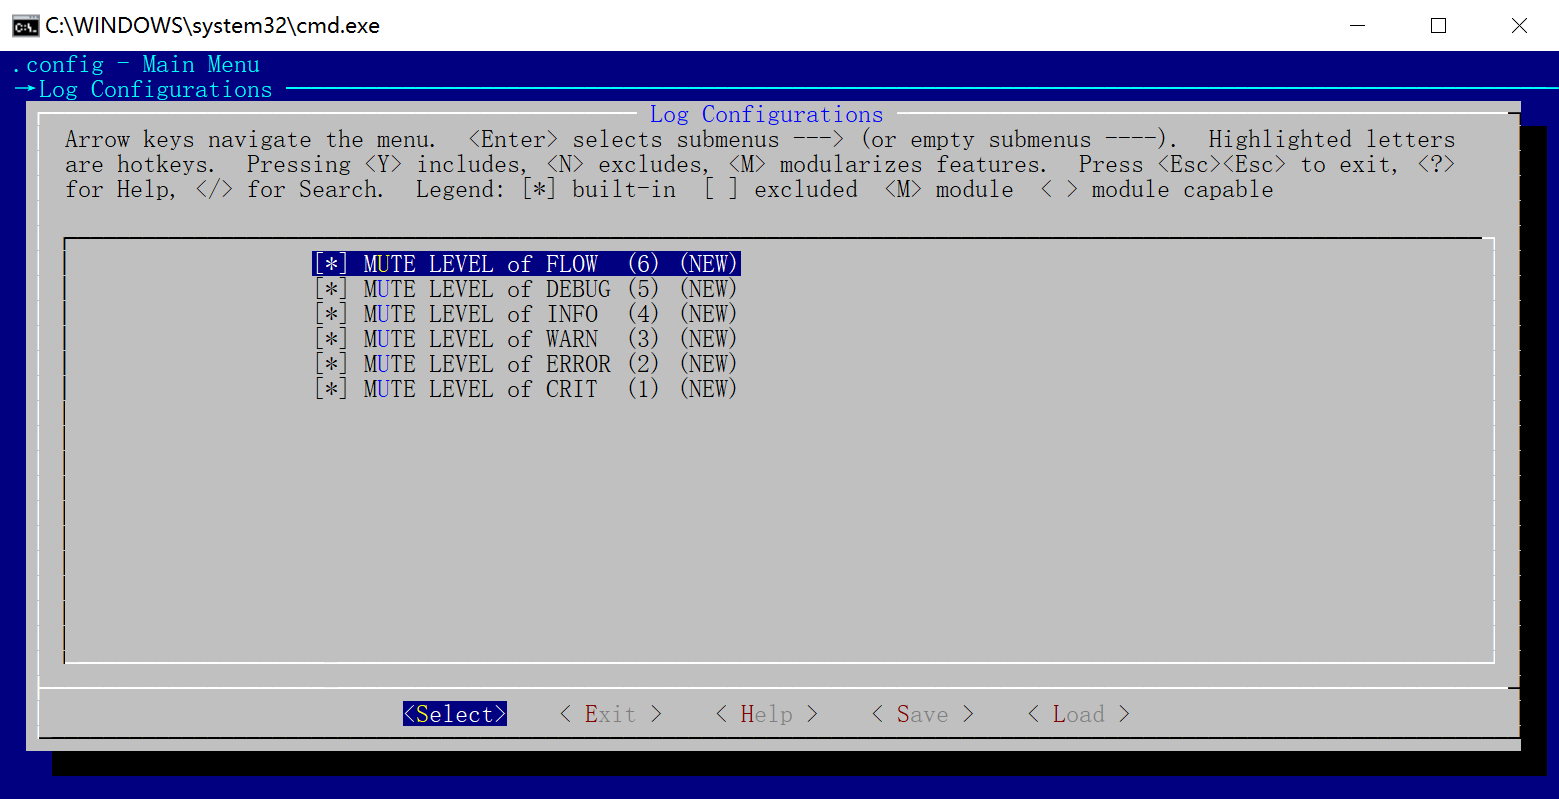 C:\WINDOWS\system32\cmd.exe
.config - Main Menu
→Log Configurations
Log Configurations
Arrow keys navigate the menu.  <Enter> selects submenus ---> (or empty submenus ----).  Highlighted letters
are hotkeys.  Pressing <Y> includes, <N> excludes, <M> modularizes features.  Press <Esc><Esc> to exit, <?>
for Help, </> for Search.  Legend: [*] built-in  [ ] excluded  <M> module  < > module capable
[*] MUTE LEVEL of FLOW  (6) (NEW)
[*] MUTE LEVEL of DEBUG (5) (NEW)
[*] MUTE LEVEL of INFO  (4) (NEW)
[*] MUTE LEVEL of WARN  (3) (NEW)
[*] MUTE LEVEL of ERROR (2) (NEW)
[*] MUTE LEVEL of CRIT  (1) (NEW)
<Select>    < Exit >    < Help >    < Save >    < Load >